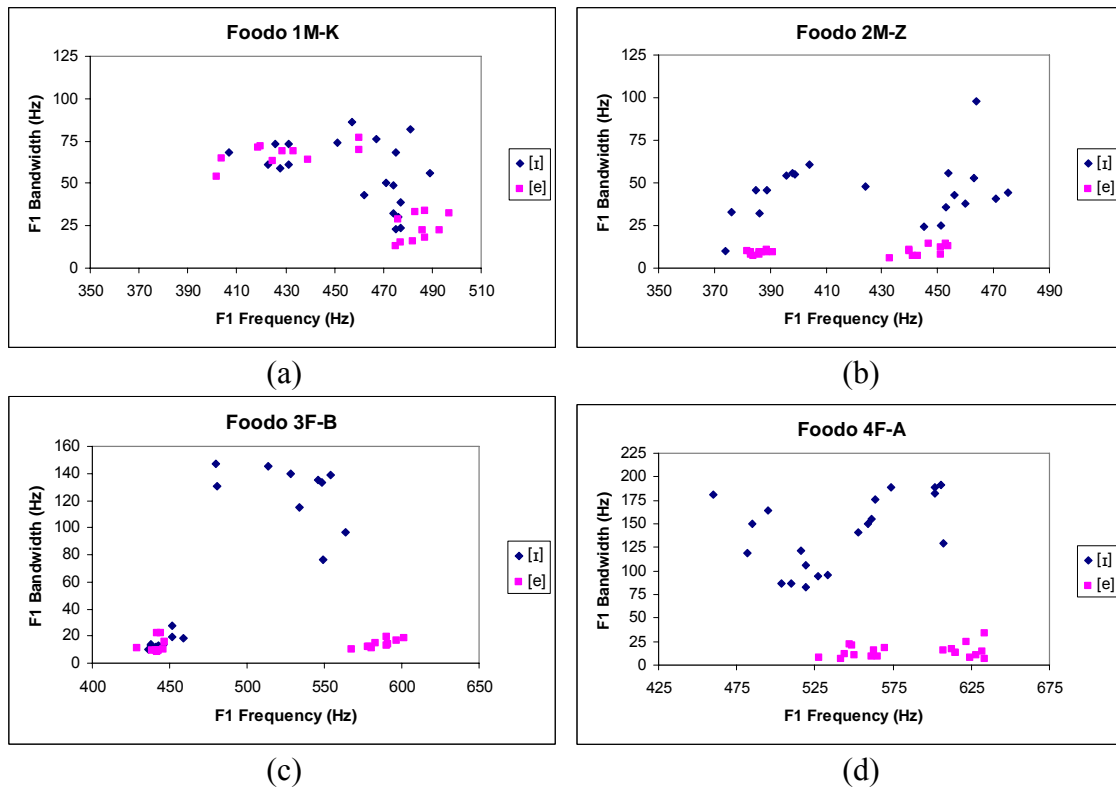 Foodo 1M-K
F1 Bandwidth (Hz)
125
100
75
50
25
0
350 370 390 410 430 450 470 490 510
F1 Frequency (Hz)
[ɪ]
[e]
(a)
Foodo 2M-Z
F1 Bandwidth (Hz)
125
100
75
50
25
0
350 370 390 410 430 450 470 490
F1 Frequency (Hz)
[ɪ]
[e]
(b)
Foodo 3F-B
F1 Bandwidth (Hz)
160
140
120
100
80
60
40
20
0
400 450 500 550 600 650
F1 Frequency (Hz)
[ɪ]
[e]
(c)
Foodo 4F-A
F1 Bandwidth (Hz)
225
200
175
150
125
100
75
50
25
0
425 475 525 575 625 675
F1 Frequency (Hz)
[ɪ]
[e]
(d)